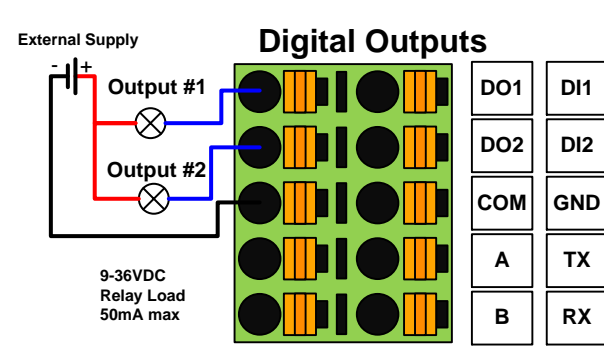 External Supply
Digital Outputs
- +
Output #1
Output #2
9-36VDC
Relay Load
50mA max
DO1 DI1
DO2 DI2
COM GND
A TX
B RX